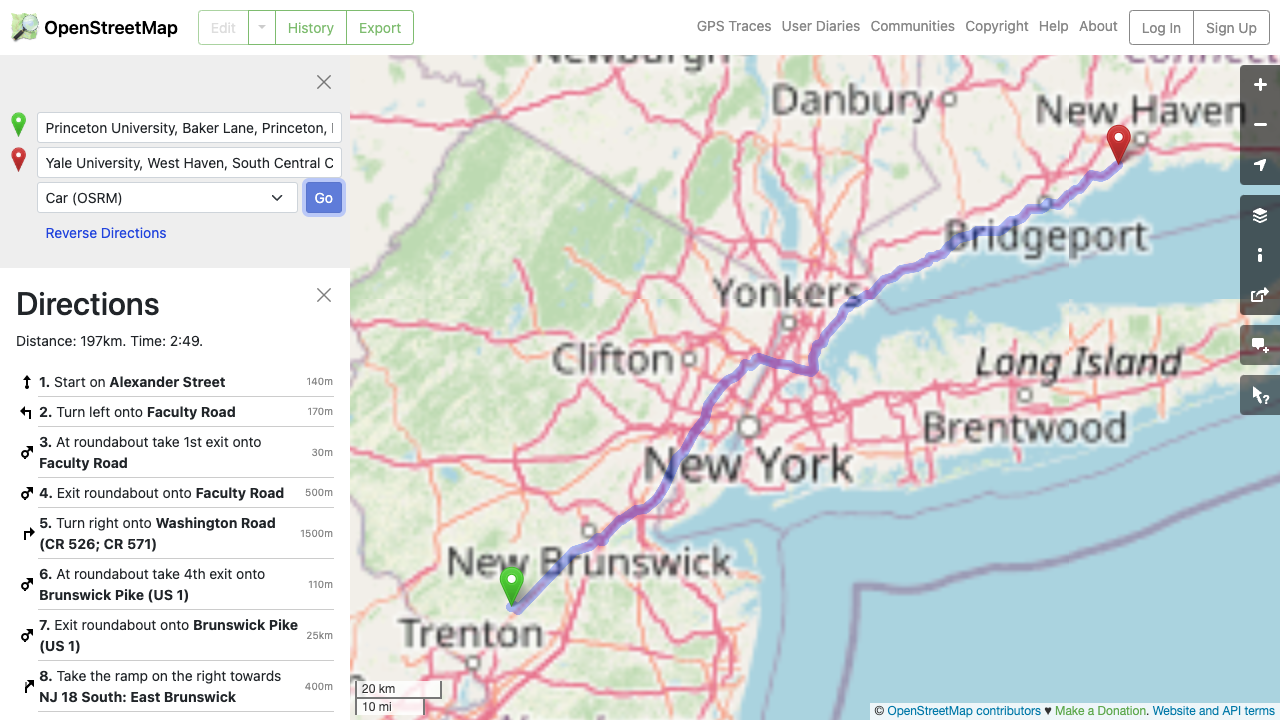 OpenStreetMap
Edit
History
Export
GPS Traces
User Diaries
Communities
Copyright
Help
About
Log In
Sign Up
Princeton University, Baker Lane, Princeton,
Yale University, West Haven, South Central C
Car (OSRM)
Go
Reverse Directions
Directions
Distance: 197km. Time: 2:49.
1. Start on Alexander Street 140m
2. Turn left onto Faculty Road 170m
3. At roundabout take 1st exit onto
Faculty Road 30m
4. Exit roundabout onto Faculty Road 500m
5. Turn right onto Washington Road
(CR 526; CR 571) 1500m
6. At roundabout take 4th exit onto
Brunswick Pike (US 1) 110m
7. Exit roundabout onto Brunswick Pike
(US 1) 25km
8. Take the ramp on the right towards
NJ 18 South: East Brunswick 400m
Newburgh
Danbury
New Haven
Bridgeport
Yonkers
Clifton
Long Island
Brentwood
New York
New Brunswick
Trenton
20 km
10 mi
© OpenStreetMap contributors ♥ Make a Donation. Website and API terms